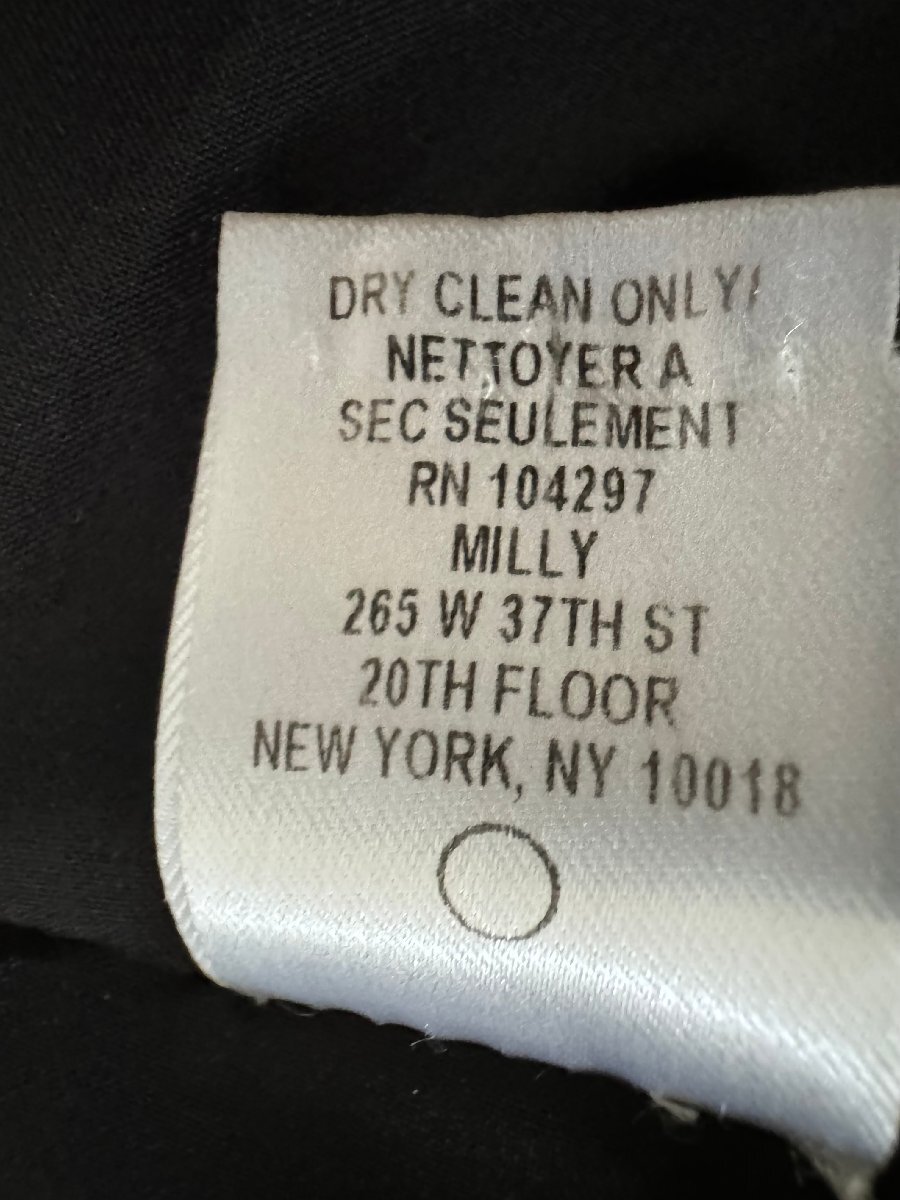 DRY CLEAN ONLY/
NETTOYER A
SEC SEULEMENT
RN 104297
MILLY
265 W 37TH ST
20TH FLOOR
NEW YORK, NY 10018